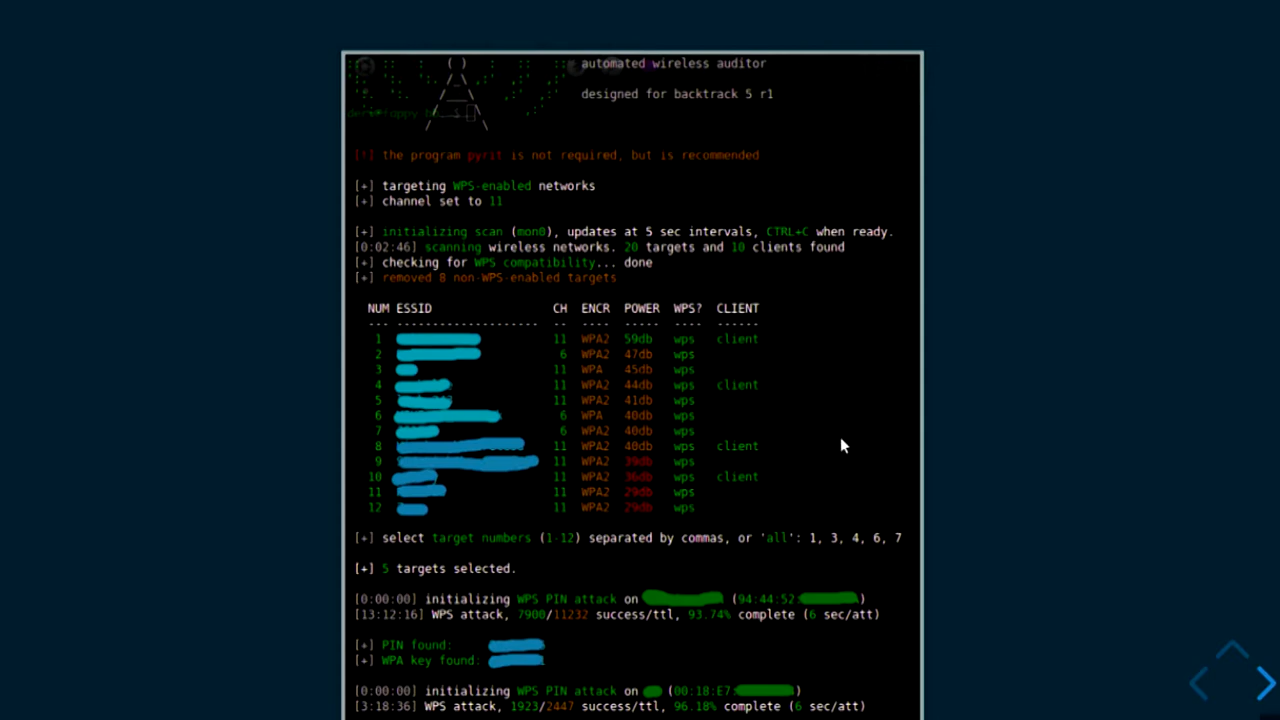 automated wireless auditor
designed for backtrack 5 r1
[!] the program pyrit is not required, but is recommended
[+] targeting WPS-enabled networks
[+] channel set to 11
[+] initializing scan (mon0), updates at 5 sec intervals, CTRL+C when ready.
[0:02:46] scanning wireless networks. 20 targets and 10 clients found
[+] checking for WPS compatibility... done
[+] removed 8 non-WPS-enabled targets
NUM ESSID CH ENCR POWER WPS? CLIENT
--- -------------------- -- ---- ----- ---- ------
1 11 WPA2 59db wps client
2 6 WPA2 47db wps
3 11 WPA 45db wps
4 11 WPA2 44db wps client
5 11 WPA2 41db wps
6 6 WPA 40db wps
7 6 WPA2 40db wps
8 11 WPA2 40db wps client
9 11 WPA2 39db wps
10 11 WPA2 36db wps client
11 11 WPA2 29db wps
12 11 WPA2 29db wps
[+] select target numbers (1-12) separated by commas, or 'all': 1, 3, 4, 6, 7
[+] 5 targets selected.
[0:00:00] initializing WPS PIN attack on (94:44:52: )
[13:12:16] WPS attack, 7900/11232 success/ttl, 93.74% complete (6 sec/att)
[+] PIN found:
[+] WPA key found:
[0:00:00] initializing WPS PIN attack on (00:18:E7: )
[3:18:36] WPS attack, 1923/2447 success/ttl, 96.18% complete (6 sec/att)